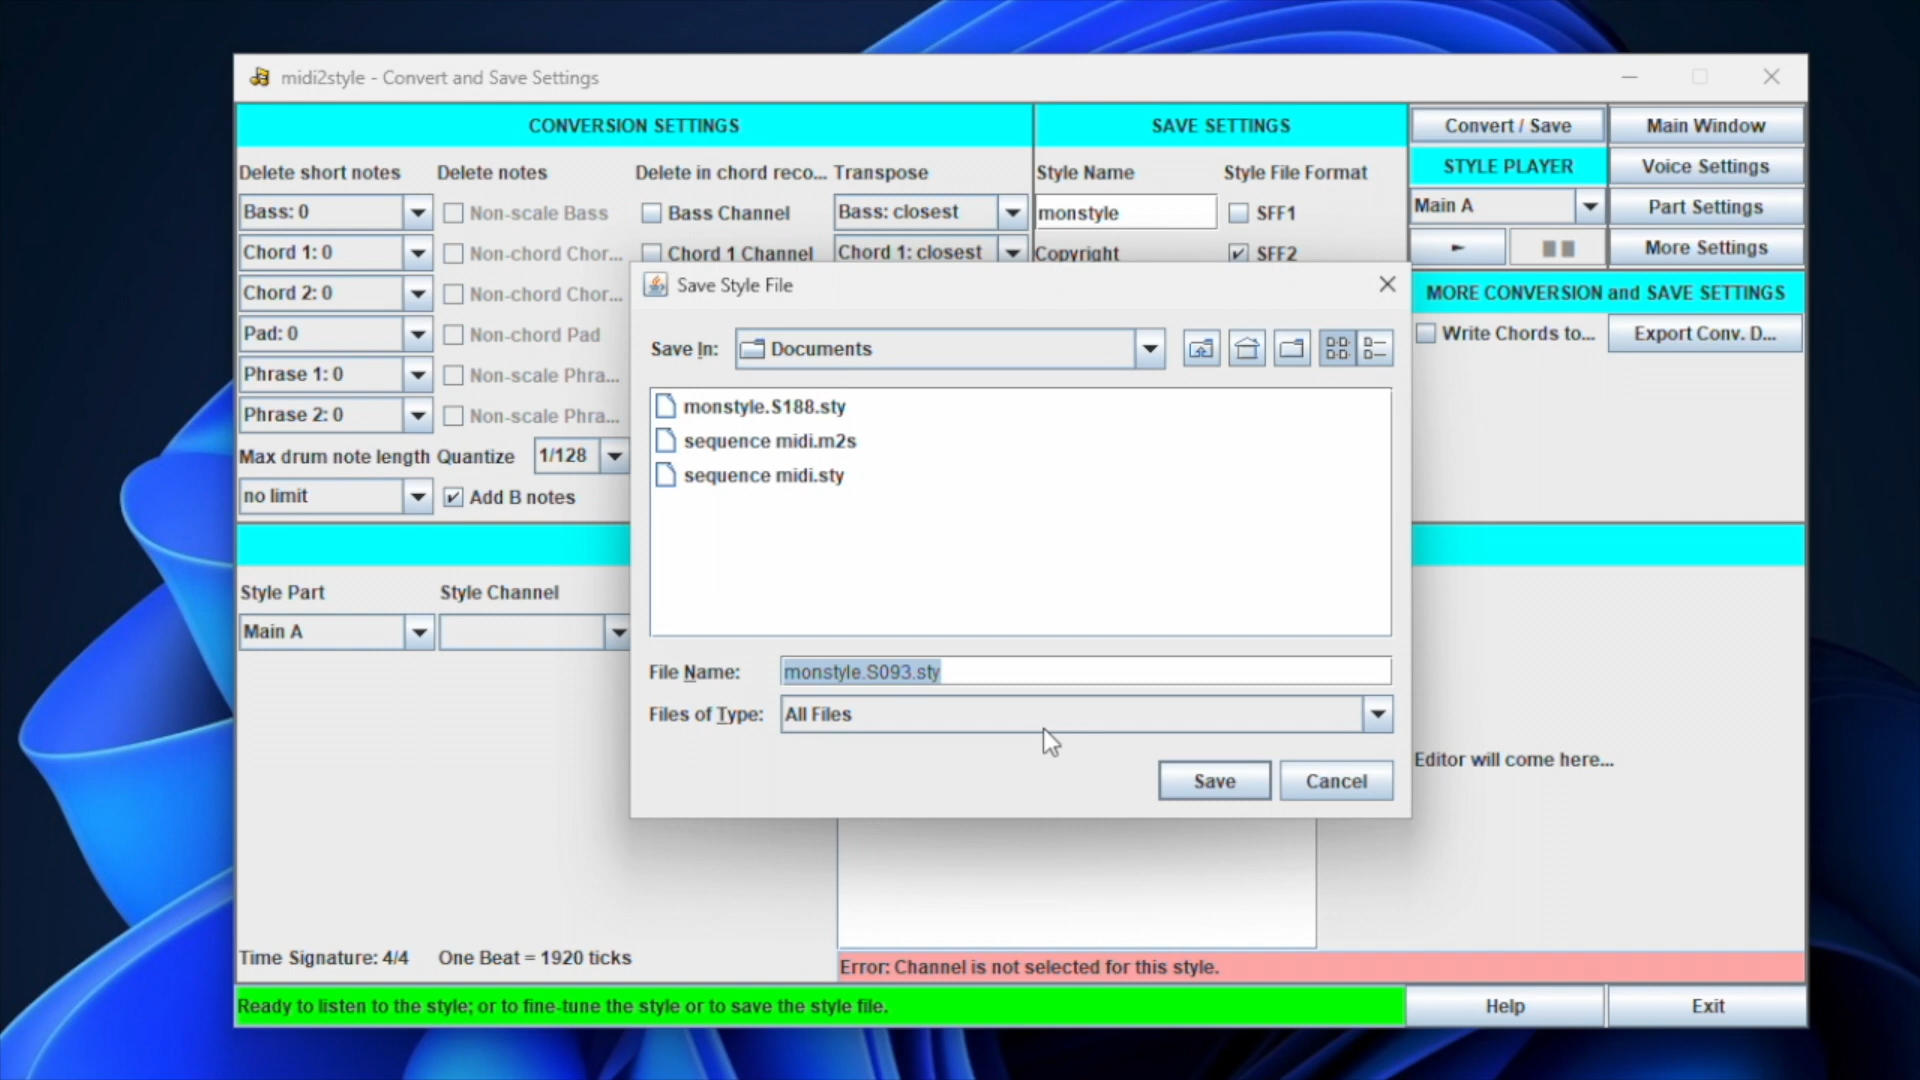 midi2style - Convert and Save Settings
CONVERSION SETTINGS
SAVE SETTINGS
Convert / Save
Main Window
Delete short notes
Delete notes
Delete in chord reco...
Transpose
Style Name
Style File Format
STYLE PLAYER
Voice Settings
Bass: 0
Non-scale Bass
Bass Channel
Bass: closest
monstyle
SFF1
Main A
Part Settings
Chord 1: 0
Non-chord Chor...
Chord 1 Channel
Chord 1: closest
Copyright
SFF2
More Settings
Chord 2: 0
Non-chord Chor...
MORE CONVERSION and SAVE SETTINGS
Pad: 0
Non-chord Pad
Write Chords to...
Export Conv. D...
Phrase 1: 0
Non-scale Phra...
Phrase 2: 0
Non-scale Phra...
Max drum note length
Quantize
1/128
no limit
Add B notes
Save Style File
Save In:
Documents
monstyle.S188.sty
sequence midi.m2s
sequence midi.sty
File Name:
monstyle.S093.sty
Files of Type:
All Files
Save
Cancel
Style Part
Style Channel
Main A
Editor will come here...
Time Signature: 4/4
One Beat = 1920 ticks
Error: Channel is not selected for this style.
Ready to listen to the style; or to fine-tune the style or to save the style file.
Help
Exit